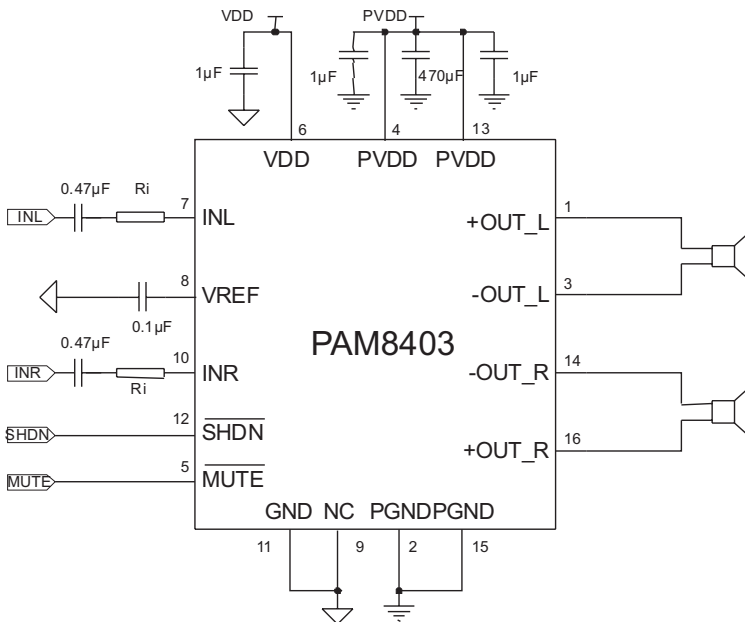 VDD PVDD
1µF 1µF 470µF 1µF
6 4 13
VDD PVDD PVDD
0.47µF Ri 7 INL 1
INL +OUT_L
8 VREF 3
-OUT_L
0.1µF
PAM8403
0.47µF 10 INR 14
INR Ri -OUT_R
12 SHDN 16
SHDN +OUT_R
5 MUTE
MUTE
GND NC PGND PGND
11 9 2 15